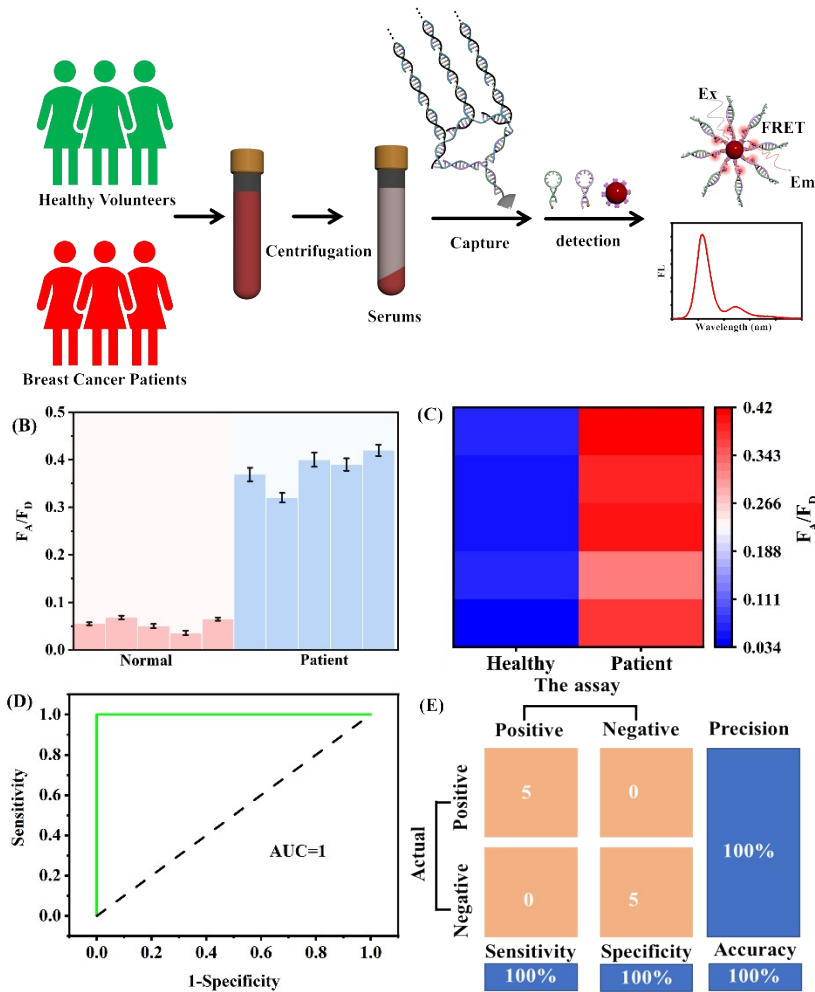 Healthy Volunteers
Breast Cancer Patients
Centrifugation
Serums
Capture
detection
Ex
FRET
Em
FL
Wavelength (nm)
(B)
F_A/F_D
0.5
0.4
0.3
0.2
0.1
0.0
Normal
Patient
(C)
0.42
0.343
0.266
0.188
0.111
0.034
F_A/F_D
Healthy
Patient
The assay
(D)
Sensitivity
1.0
0.8
0.6
0.4
0.2
0.0
AUC=1
0.0
0.2
0.4
0.6
0.8
1.0
1-Specificity
(E)
Positive
Negative
Precision
Actual
Positive
Negative
5
0
0
5
100%
Sensitivity
Specificity
Accuracy
100%
100%
100%